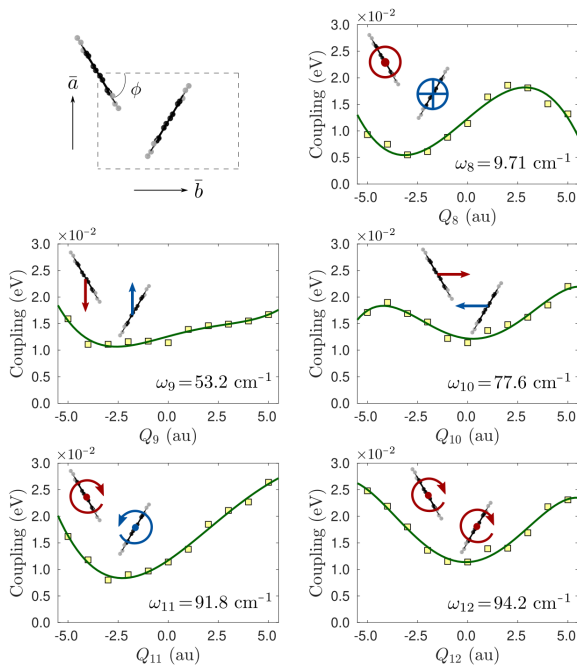 ā
ϕ
b̄
×10⁻²
3.0
2.5
2.0
1.5
1.0
0.5
0.0
Coupling (eV)
ω₈=9.71 cm⁻¹
-5.0 -2.5 0.0 2.5 5.0
Q₈ (au)
×10⁻²
3.0
2.5
2.0
1.5
1.0
0.5
0.0
Coupling (eV)
ω₉=53.2 cm⁻¹
-5.0 -2.5 0.0 2.5 5.0
Q₉ (au)
×10⁻²
3.0
2.5
2.0
1.5
1.0
0.5
0.0
Coupling (eV)
ω₁₀=77.6 cm⁻¹
-5.0 -2.5 0.0 2.5 5.0
Q₁₀ (au)
×10⁻²
3.0
2.5
2.0
1.5
1.0
0.5
0.0
Coupling (eV)
ω₁₁=91.8 cm⁻¹
-5.0 -2.5 0.0 2.5 5.0
Q₁₁ (au)
×10⁻²
3.0
2.5
2.0
1.5
1.0
0.5
0.0
Coupling (eV)
ω₁₂=94.2 cm⁻¹
-5.0 -2.5 0.0 2.5 5.0
Q₁₂ (au)